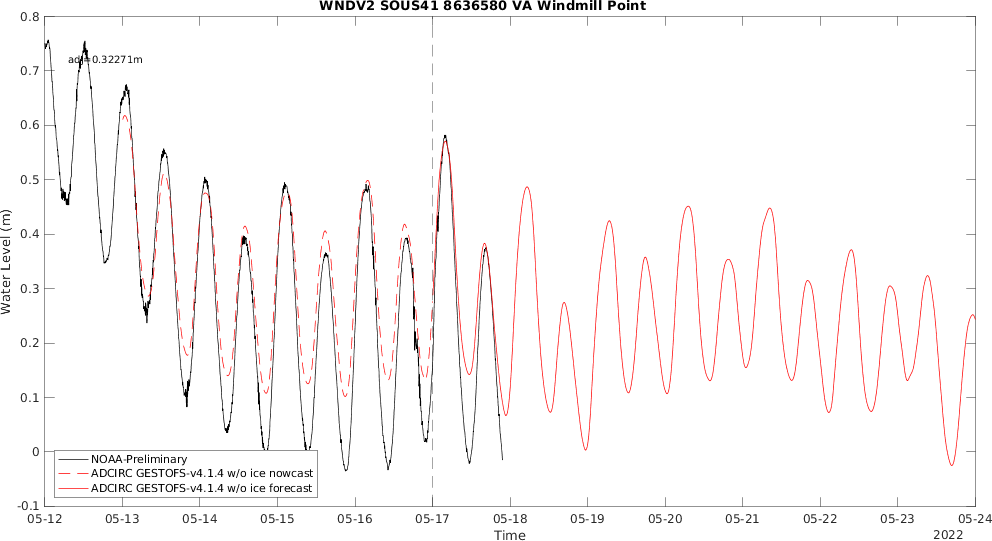 WNDV2 SOUS41 8636580 VA Windmill Point
0.8
0.7
0.6
0.5
0.4
0.3
0.2
0.1
0
-0.1
Water Level (m)
adj=0.32271m
NOAA-Preliminary
ADCIRC GESTOFS-v4.1.4 w/o ice nowcast
ADCIRC GESTOFS-v4.1.4 w/o ice forecast
05-12 05-13 05-14 05-15 05-16 05-17 05-18 05-19 05-20 05-21 05-22 05-23 05-24
Time
2022